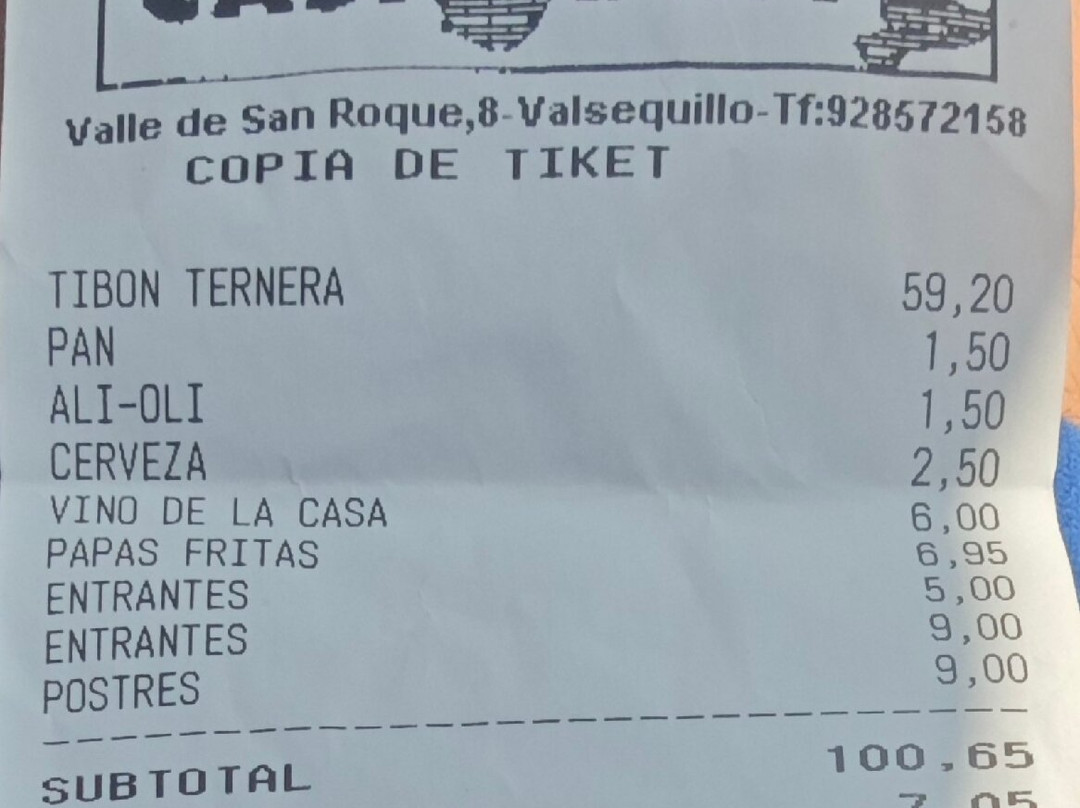 Valle de San Roque,8-Valsequillo-Tf:928572158
COPIA DE TIKET
TIBON TERNERA 59,20
PAN 1,50
ALI-OLI 1,50
CERVEZA 2,50
VINO DE LA CASA 6,00
PAPAS FRITAS 6,95
ENTRANTES 5,00
ENTRANTES 9,00
POSTRES 9,00
SUBTOTAL 100,65
7,05